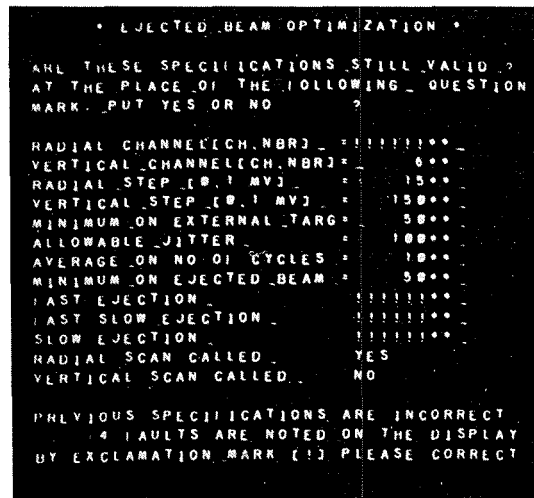 * EJECTED BEAM OPTIMIZATION *
ARE THESE SPECIFICATIONS STILL VALID ?
AT THE PLACE OF THE FOLLOWING QUESTION
MARK. PUT YES OR NO ?
RADIAL CHANNEL[CH.NBR] =!!!!!!**
VERTICAL CHANNEL[CH.NBR]= 6**
RADIAL STEP [0.1 MV] = 15**
VERTICAL STEP [0.1 MV] = 150**
MINIMUM ON EXTERNAL TARG= 50**
ALLOWABLE JITTER = 100**
AVERAGE ON NO OF CYCLES = 10**
MINIMUM ON EJECTED BEAM = 50**
FAST EJECTION !!!!!!**
FAST SLOW EJECTION !!!!!!**
SLOW EJECTION !!!!!!**
RADIAL SCAN CALLED YES
VERTICAL SCAN CALLED NO
PREVIOUS SPECIFICATIONS ARE INCORRECT
4 FAULTS ARE NOTED ON THE DISPLAY
BY EXCLAMATION MARK [!] PLEASE CORRECT